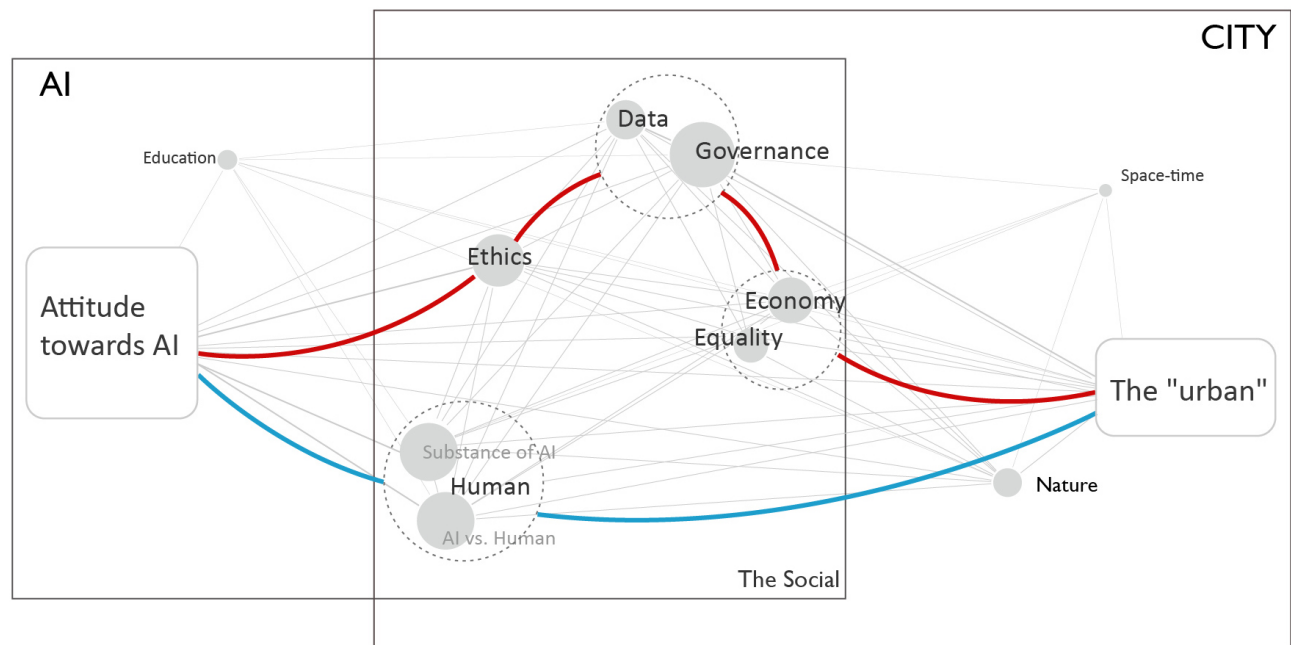 CITY
AI
Data
Governance
Education
Space-time
Ethics
Attitude
towards AI
Economy
Equality
The "urban"
Substance of AI
Human
Nature
AI vs. Human
The Social